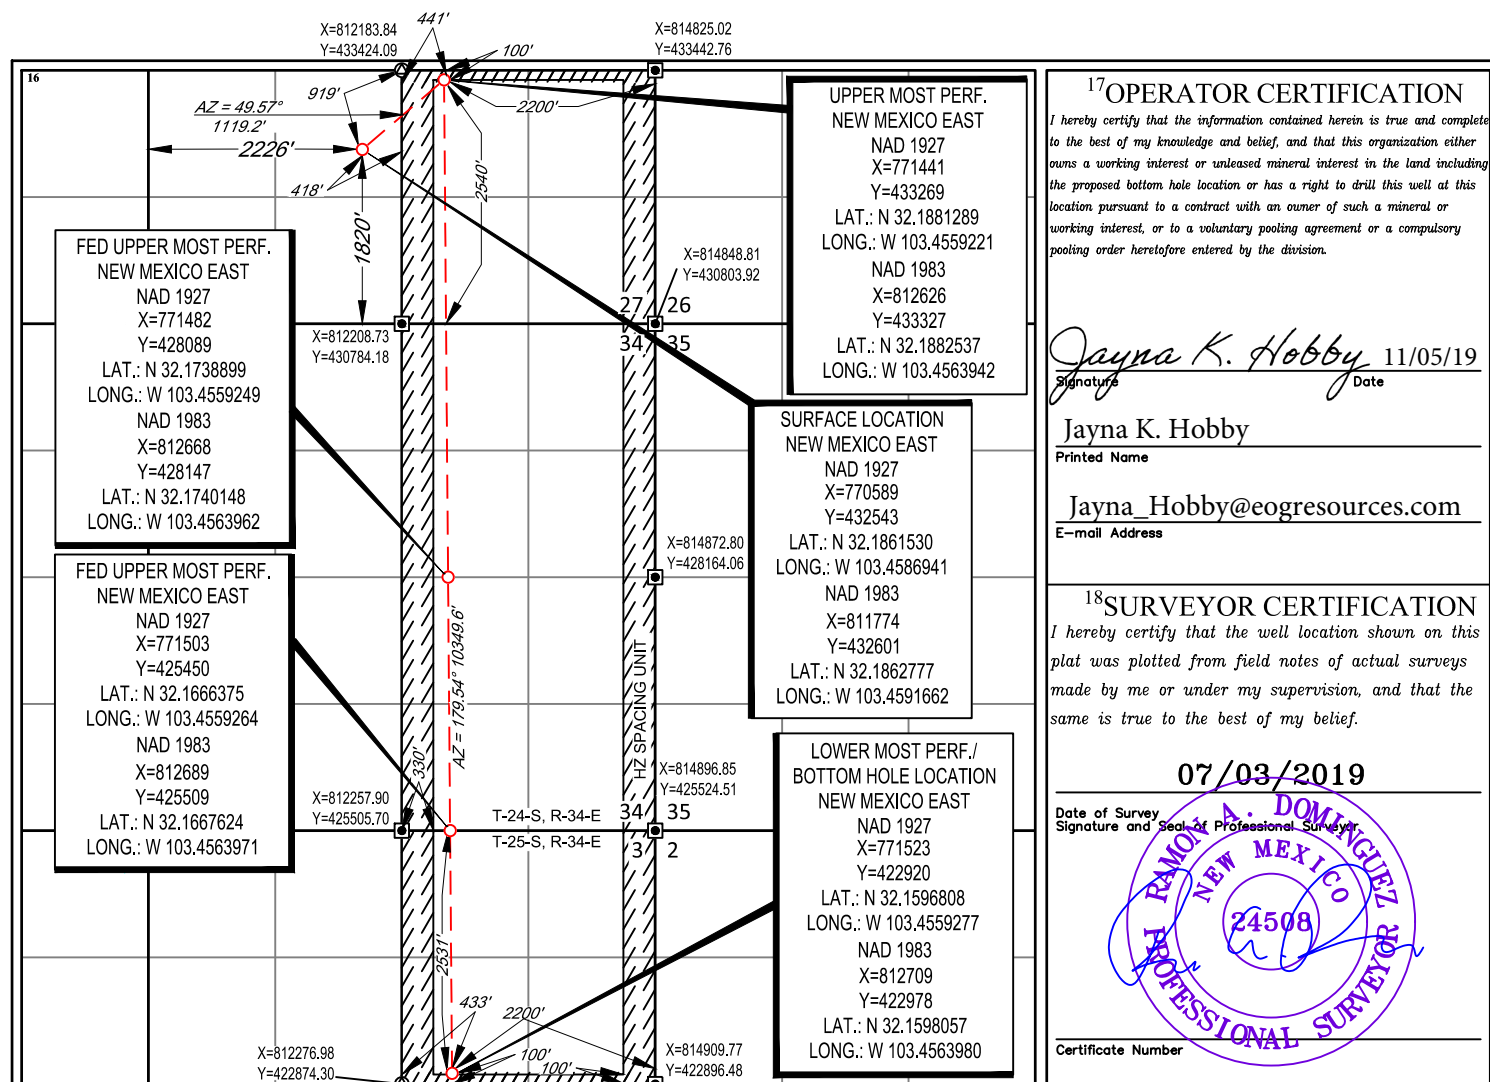 X=812183.84
Y=433424.09
441'
100'
X=814825.02
Y=433442.76
16
919'
AZ = 49.57°
1119.2'
2226'
418'
1820'
2200'
2540'
X=814848.81
Y=430803.92
27 26
34 35
X=812208.73
Y=430784.18
FED UPPER MOST PERF.
NEW MEXICO EAST
NAD 1927
X=771482
Y=428089
LAT.: N 32.1738899
LONG.: W 103.4559249
NAD 1983
X=812668
Y=428147
LAT.: N 32.1740148
LONG.: W 103.4563962
FED UPPER MOST PERF.
NEW MEXICO EAST
NAD 1927
X=771503
Y=425450
LAT.: N 32.1666375
LONG.: W 103.4559264
NAD 1983
X=812689
Y=425509
LAT.: N 32.1667624
LONG.: W 103.4563971
UPPER MOST PERF.
NEW MEXICO EAST
NAD 1927
X=771441
Y=433269
LAT.: N 32.1881289
LONG.: W 103.4559221
NAD 1983
X=812626
Y=433327
LAT.: N 32.1882537
LONG.: W 103.4563942
SURFACE LOCATION
NEW MEXICO EAST
NAD 1927
X=770589
Y=432543
LAT.: N 32.1861530
LONG.: W 103.4586941
NAD 1983
X=811774
Y=432601
LAT.: N 32.1862777
LONG.: W 103.4591662
X=814872.80
Y=428164.06
AZ = 179.54° 10349.6'
HZ SPACING UNIT
330'
X=812257.90
Y=425505.70
X=814896.85
Y=425524.51
T-24-S, R-34-E
T-25-S, R-34-E
34 35
3 2
LOWER MOST PERF./
BOTTOM HOLE LOCATION
NEW MEXICO EAST
NAD 1927
X=771523
Y=422920
LAT.: N 32.1596808
LONG.: W 103.4559277
NAD 1983
X=812709
Y=422978
LAT.: N 32.1598057
LONG.: W 103.4563980
2531'
433'
2200'
100'
100'
X=812276.98
Y=422874.30
X=814909.77
Y=422896.48
17 OPERATOR CERTIFICATION
I hereby certify that the information contained herein is true and complete
to the best of my knowledge and belief, and that this organization either
owns a working interest or unleased mineral interest in the land including
the proposed bottom hole location or has a right to drill this well at this
location pursuant to a contract with an owner of such a mineral or
working interest, or to a voluntary pooling agreement or a compulsory
pooling order heretofore entered by the division.
Jayna K. Hobby 11/05/19
Signature Date
Jayna K. Hobby
Printed Name
Jayna_Hobby@eogresources.com
E-mail Address
18 SURVEYOR CERTIFICATION
I hereby certify that the well location shown on this
plat was plotted from field notes of actual surveys
made by me or under my supervision, and that the
same is true to the best of my belief.
07/03/2019
Date of Survey
Signature and Seal of Professional Surveyor:
RAMON A. DOMINGUEZ
NEW MEXICO
24508
PROFESSIONAL SURVEYOR
Certificate Number